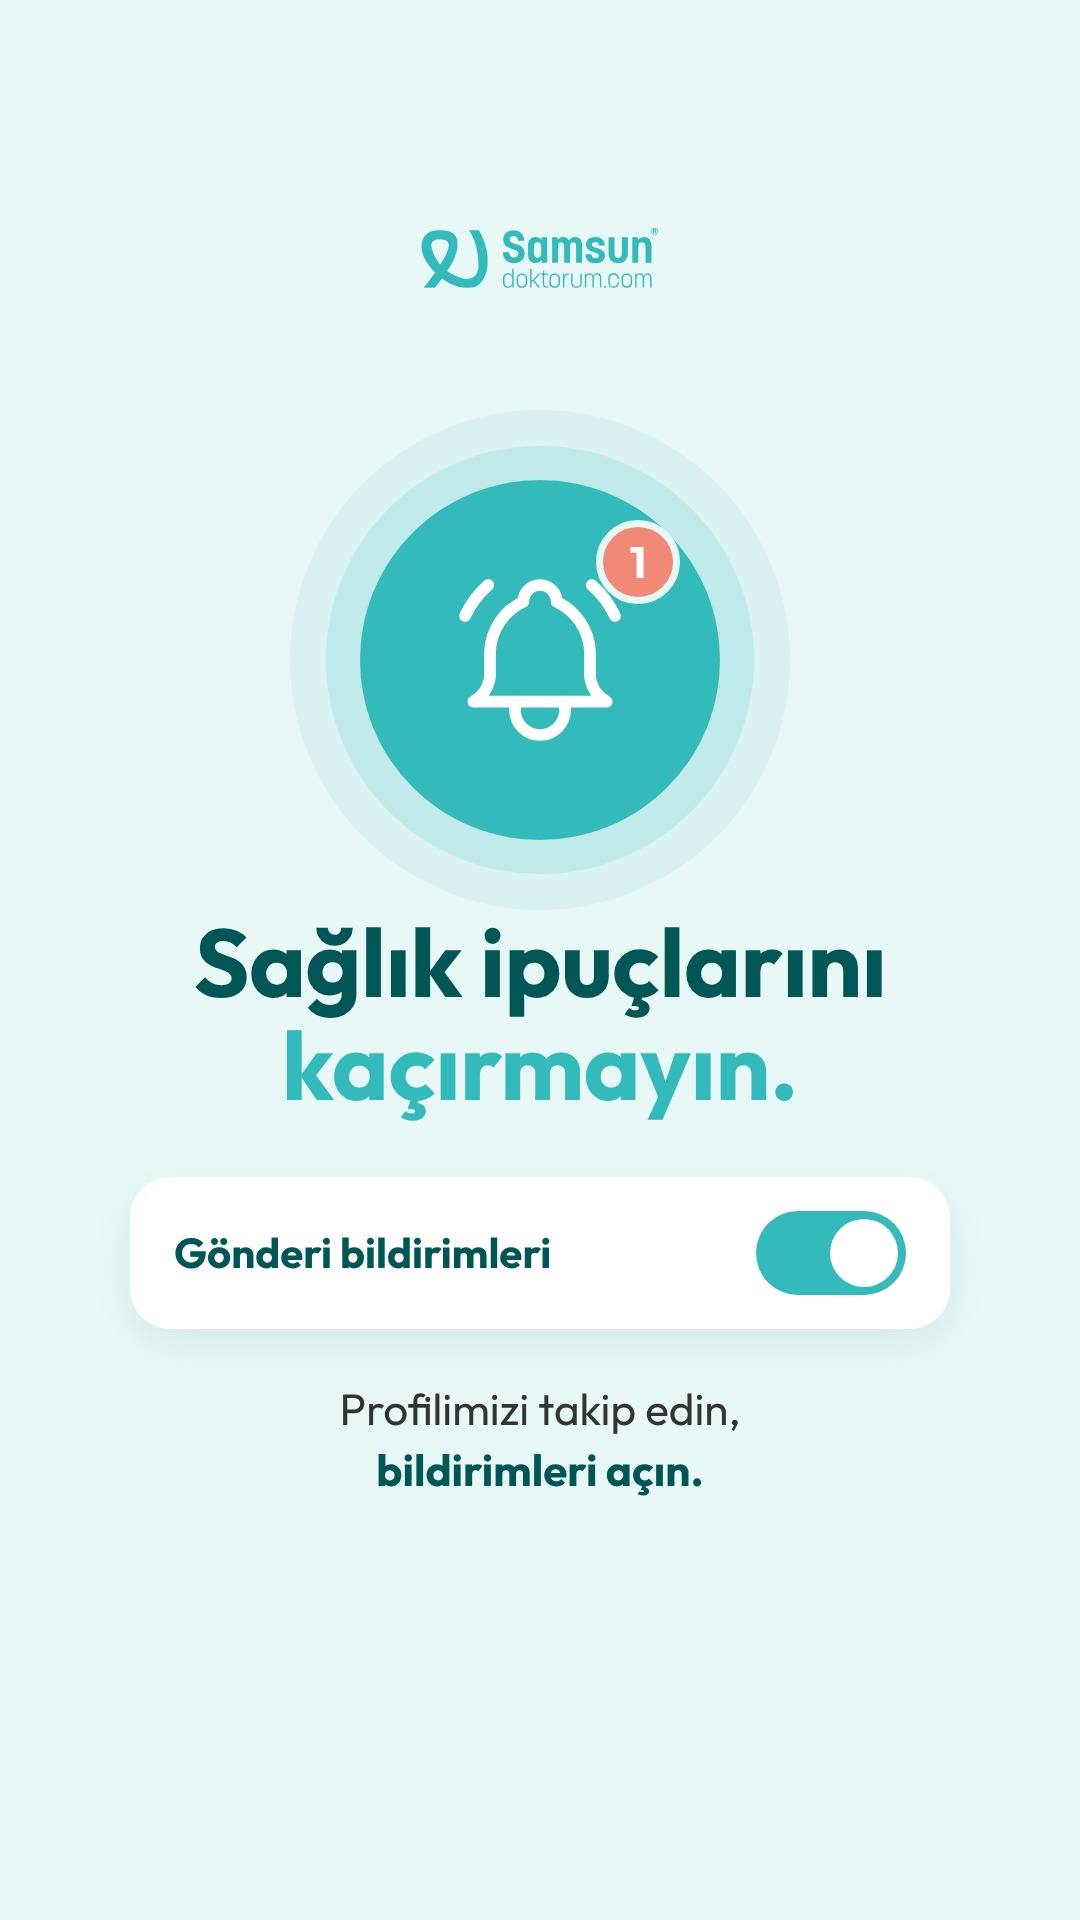 Samsun®
doktorum.com
1
Sağlık ipuçlarını
kaçırmayın.
Gönderi bildirimleri
Profilimizi takip edin,
bildirimleri açın.